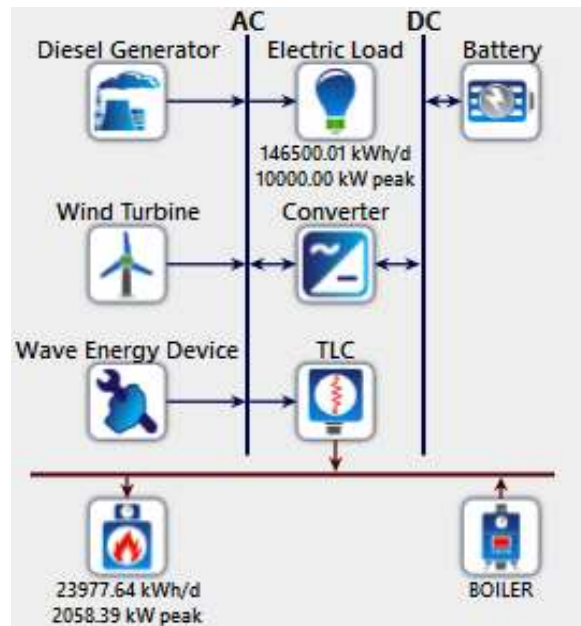 AC DC
Diesel Generator Electric Load Battery
146500.01 kWh/d
10000.00 kW peak
Wind Turbine Converter
Wave Energy Device TLC
23977.64 kWh/d BOILER
2058.39 kW peak